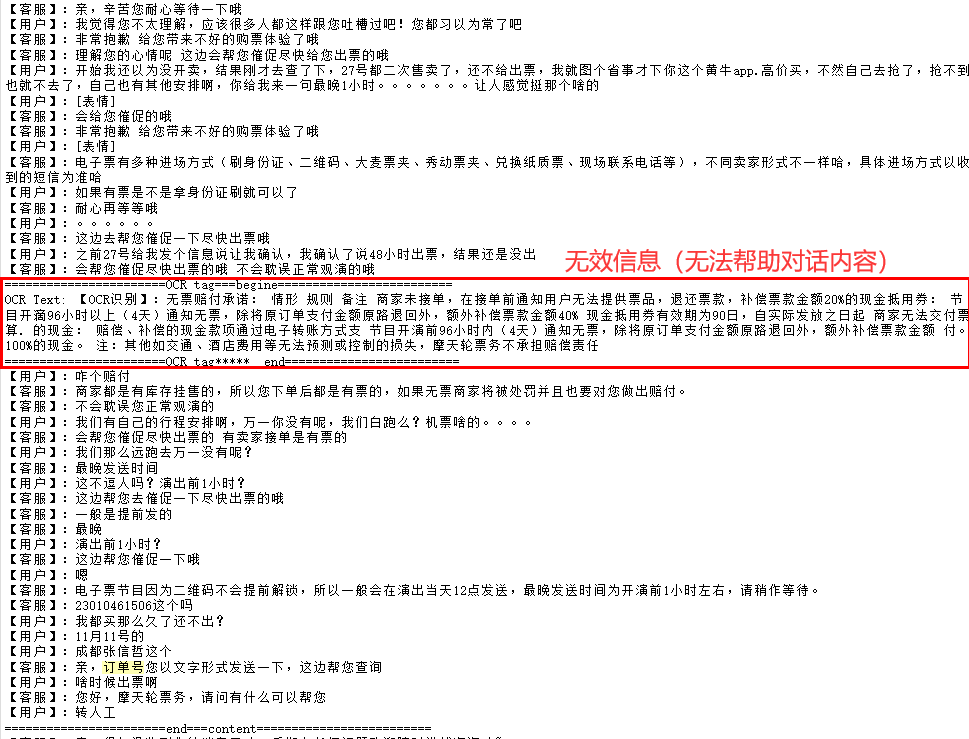 【客服】: 亲，辛苦您耐心等待一下哦
【用户】: 我觉得您不太理解，应该很多人都这样跟您吐槽过吧！您都习以为常了吧
【客服】: 非常抱歉 给您带来不好的购票体验了哦
【客服】: 理解您的心情呢 这边会帮您催促尽快给您出票的哦
【用户】: 开始我还以为没开卖，结果刚才去查了下，27号都二次售卖了，还不给出票，我就图个省事才下你这个黄牛app.高价买，不然自己去抢了，抢不到
也就不去了，自己也有其他安排啊，你给我来一句最晚1小时。。。。。。。让人感觉挺那个啥的
【用户】: [表情]
【客服】: 会给您催促的哦
【客服】: 非常抱歉 给您带来不好的购票体验了哦
【用户】: [表情]
【客服】: 电子票有多种进场方式（刷身份证、二维码、大麦票夹、秀动票夹、兑换纸质票、现场联系电话等），不同卖家形式不一样哈，具体进场方式以收
到的短信为准哈
【用户】: 如果有票是不是拿身份证刷就可以了
【客服】: 耐心再等等哦
【用户】: 。。。。。。
【客服】: 这边去帮您催促一下尽快出票哦
【用户】: 之前27号给我发个信息说让我确认，我确认了说48小时出票，结果还是没出
无效信息（无法帮助对话内容）
【客服】: 会帮您催促尽快出票的哦 不会耽误正常观演的哦
=======================OCR tag===begine=========================
OCR Text: 【OCR识别】: 无票赔付承诺: 情形 规则 备注 商家未接单，在接单前通知用户无法提供票品，退还票款，补偿票款金额20%的现金抵用券: 节
目开演96小时以上（4天）通知无票，除将原订单支付金额原路退回外，额外补偿票款金额40% 现金抵用券有效期为90日，自实际发放之日起 商家无法交付票
算．的现金: 赔偿、补偿的现金款项通过电子转账方式支 节目开演前96小时内（4天）通知无票，除将原订单支付金额原路退回外，额外补偿票款金额 付。
100%的现金。 注: 其他如交通、酒店费用等无法预测或控制的损失，摩天轮票务不承担赔偿责任
=======================OCR tag*****  end=========================
【用户】: 咋个赔付
【客服】: 商家都是有库存挂售的，所以您下单后都是有票的，如果无票商家将被处罚并且也要对您做出赔付。
【客服】: 不会耽误您正常观演的
【用户】: 我们有自己的行程安排啊，万一你没有呢，我们白跑么？机票啥的。。。。
【客服】: 会帮您催促尽快出票的 有卖家接单是有票的
【用户】: 我们那么远跑去万一没有呢？
【客服】: 最晚发送时间
【用户】: 这不逗人吗？演出前1小时？
【客服】: 这边帮您去催促一下尽快出票的哦
【客服】: 一般是提前发的
【客服】: 最晚
【用户】: 演出前1小时？
【客服】: 这边帮您催促一下哦
【用户】: 嗯
【客服】: 电子票节目因为二维码不会提前解锁，所以一般会在演出当天12点发送，最晚发送时间为开演前1小时左右，请稍作等待。
【客服】: 23010461506这个吗
【用户】: 我都买那么久了还不出？
【用户】: 11月11号的
【用户】: 成都张信哲这个
【客服】: 亲，订单号您以文字形式发送一下，这边帮您查询
【用户】: 啥时候出票啊
【客服】: 您好，摩天轮票务，请问有什么可以帮您
【用户】: 转人工
=======================end===content=========================